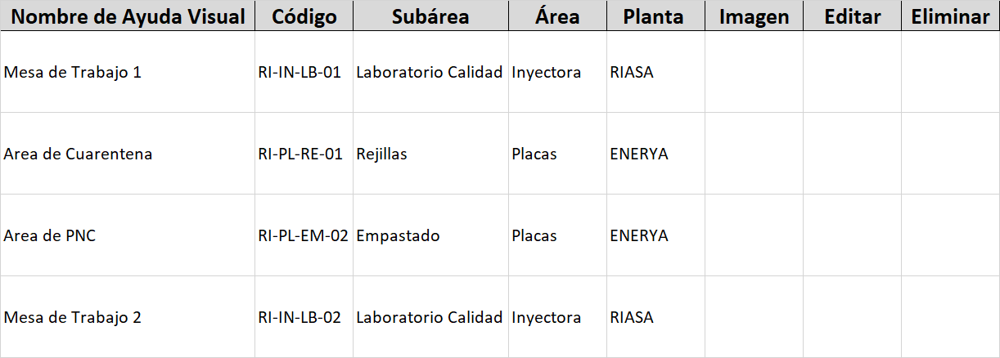 Nombre de Ayuda Visual Código Subárea Área Planta Imagen Editar Eliminar
Mesa de Trabajo 1 RI-IN-LB-01 Laboratorio Calidad Inyectora RIASA
Area de Cuarentena RI-PL-RE-01 Rejillas Placas ENERYA
Area de PNC RI-PL-EM-02 Empastado Placas ENERYA
Mesa de Trabajo 2 RI-IN-LB-02 Laboratorio Calidad Inyectora RIASA